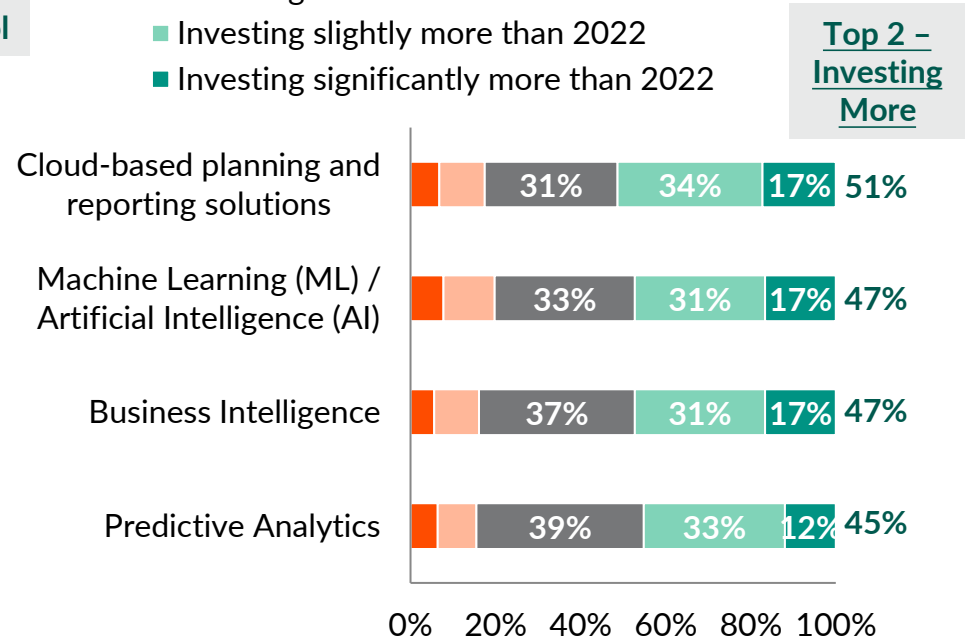 Investing slightly more than 2022
Investing significantly more than 2022
Top 2 –
Investing
More
Cloud-based planning and
reporting solutions
31% 34% 17% 51%
Machine Learning (ML) /
Artificial Intelligence (AI)
33% 31% 17% 47%
Business Intelligence
37% 31% 17% 47%
Predictive Analytics
39% 33% 12% 45%
0% 20% 40% 60% 80% 100%